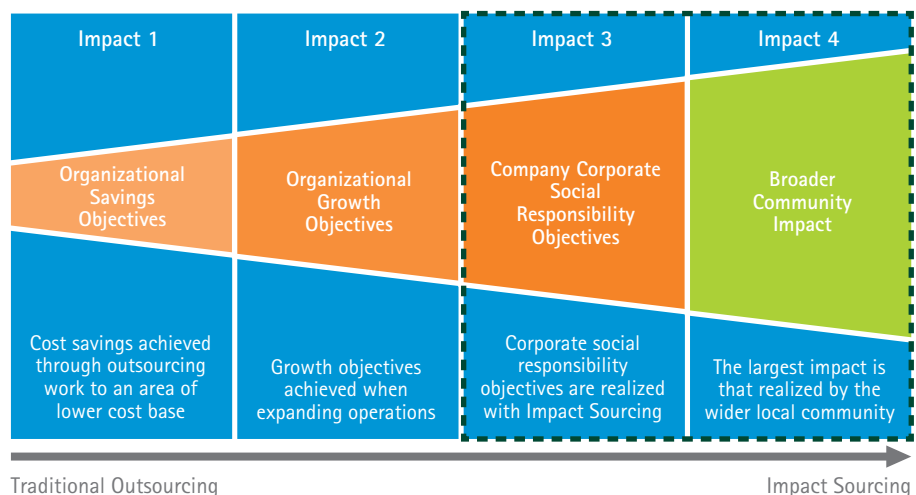 Impact 1
Impact 2
Impact 3
Impact 4
Organizational
Savings
Objectives
Organizational
Growth
Objectives
Company Corporate
Social
Responsibility
Objectives
Broader
Community
Impact
Cost savings achieved
through outsourcing
work to an area of
lower cost base
Growth objectives
achieved when
expanding operations
Corporate social
responsibility
objectives are realized
with Impact Sourcing
The largest impact is
that realized by the
wider local community
Traditional Outsourcing
Impact Sourcing